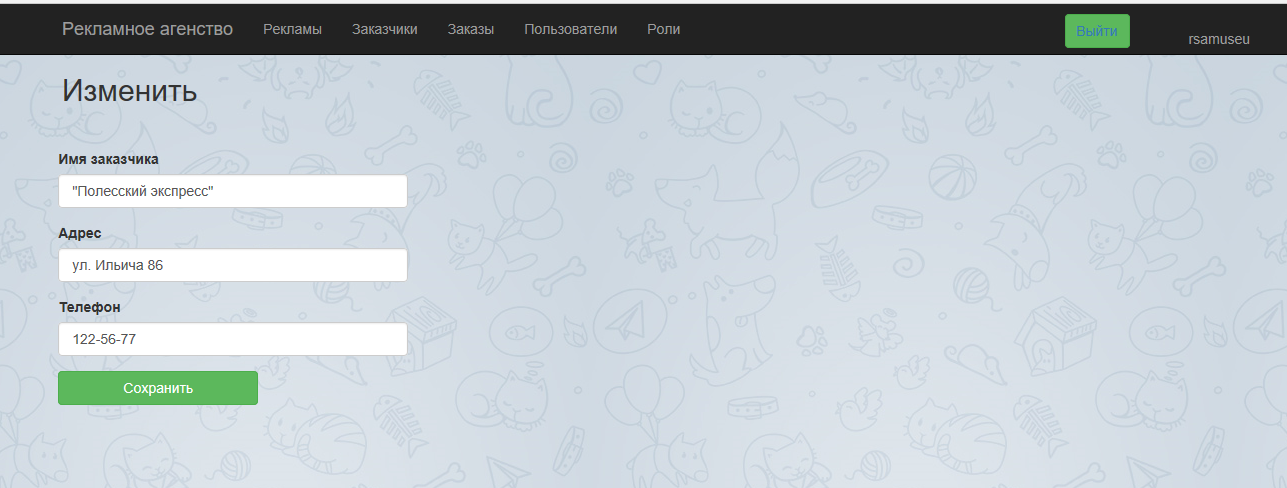 Рекламное агенство Рекламы Заказчики Заказы Пользователи Роли Выйти rsamuseu
Изменить
Имя заказчика
"Полесский экспресс"
Адрес
ул. Ильича 86
Телефон
122-56-77
Сохранить